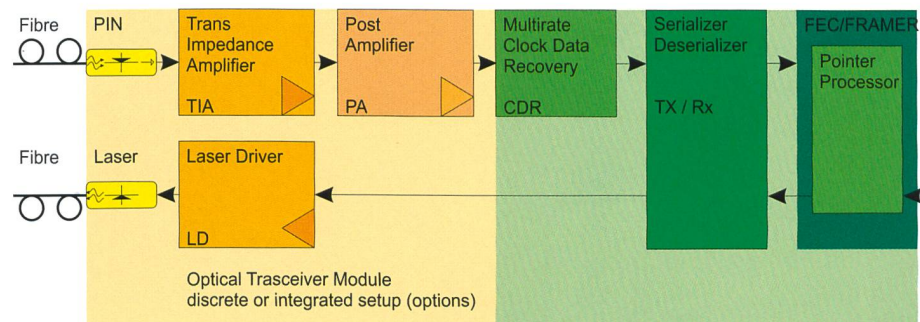 Fibre
PIN
Trans
Impedance
Amplifier
TIA
Post
Amplifier
PA
Multirate
Clock Data
Recovery
CDR
Serializer
Deserializer
TX / Rx
FEC/FRAMER
Pointer
Processor
Fibre
Laser
Laser Driver
LD
Optical Trasceiver Module
discrete or integrated setup (options)